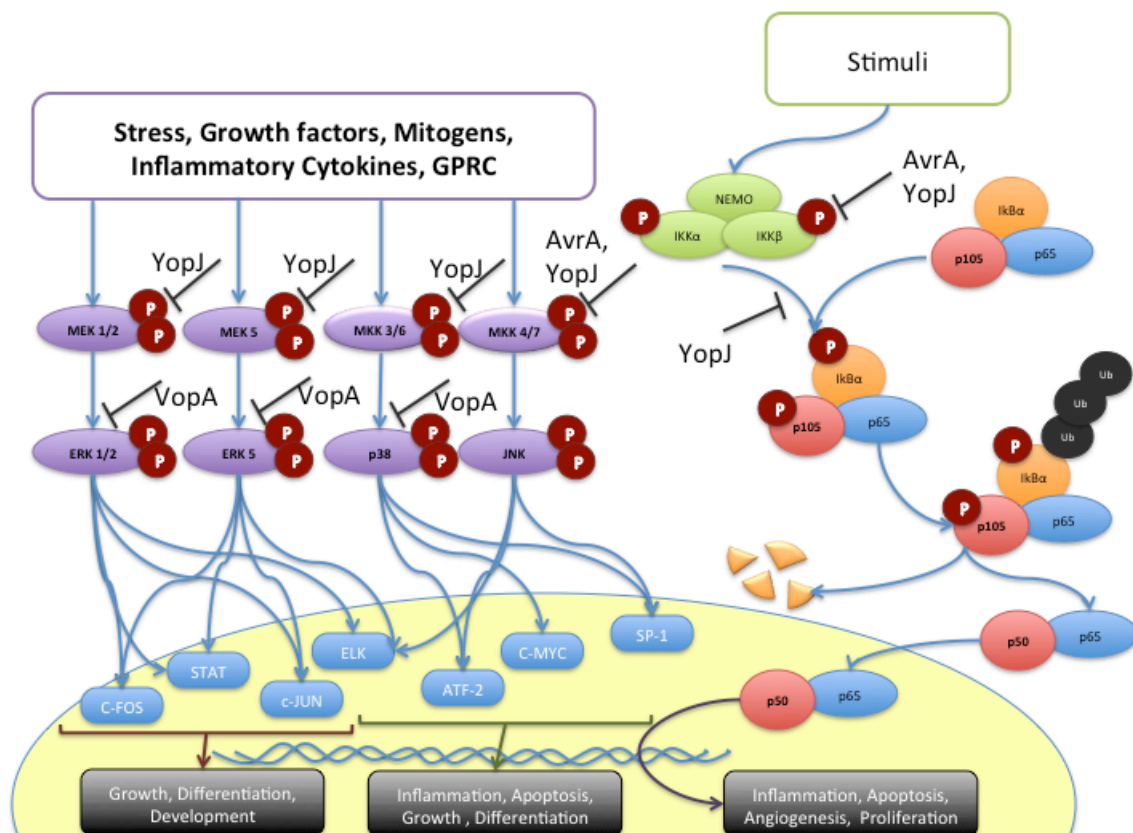 Stimuli
Stress, Growth factors, Mitogens,
Inflammatory Cytokines, GPRC
AvrA,
YopJ
NEMO
P
P
IKKα
IKKβ
IkBα
p105
p65
AvrA,
YopJ
YopJ
YopJ
YopJ
P
P
P
P
P
P
P
P
MEK 1/2
MEK 5
MKK 3/6
MKK 4/7
YopJ
P
IkBα
P
p105
p65
Ub
Ub
Ub
VopA
VopA
VopA
P
P
P
P
P
P
P
P
ERK 1/2
ERK 5
p38
JNK
P
IkBα
P
p105
p65
SP-1
C-MYC
ELK
STAT
ATF-2
c-JUN
C-FOS
p50
p65
p50
p65
Growth, Differentiation,
Development
Inflammation, Apoptosis,
Growth , Differentiation
Inflammation, Apoptosis,
Angiogenesis, Proliferation